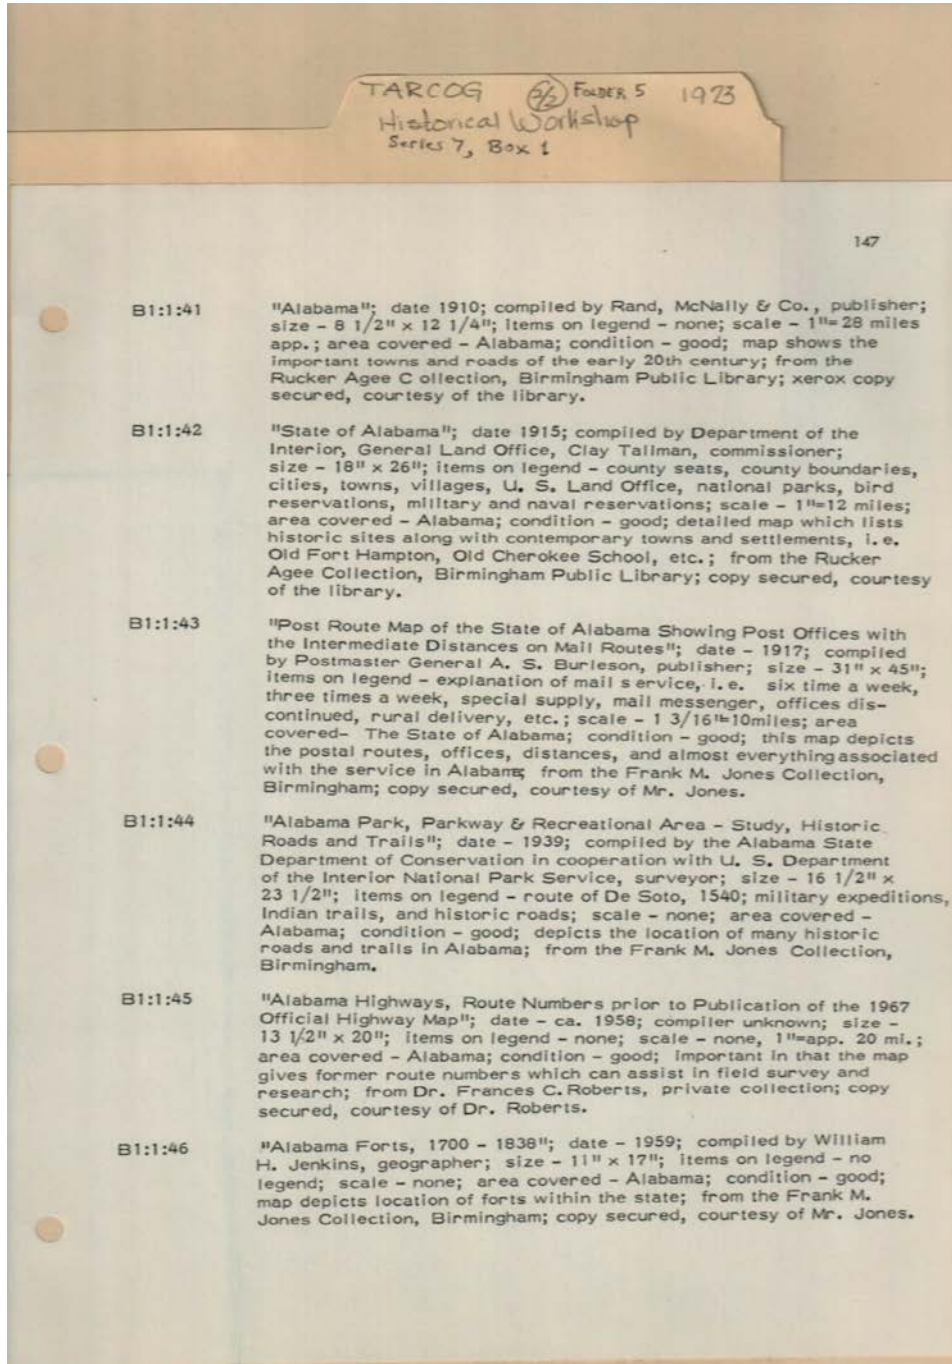 TARCOG 2/2 FOLDER 5 1973
Historical Workshop
Series 7, Box 1
147
B1:1:41 "Alabama"; date 1910; compiled by Rand, McNally & Co., publisher;
size - 8 1/2" x 12 1/4"; items on legend - none; scale - 1"=28 miles
app.; area covered - Alabama; condition - good; map shows the
important towns and roads of the early 20th century; from the
Rucker Agee C ollection, Birmingham Public Library; xerox copy
secured, courtesy of the library.
B1:1:42 "State of Alabama"; date 1915; compiled by Department of the
Interior, General Land Office, Clay Tallman, commissioner;
size - 18" x 26"; items on legend - county seats, county boundaries,
cities, towns, villages, U. S. Land Office, national parks, bird
reservations, military and naval reservations; scale - 1"=12 miles;
area covered - Alabama; condition - good; detailed map which lists
historic sites along with contemporary towns and settlements, i. e.
Old Fort Hampton, Old Cherokee School, etc.; from the Rucker
Agee Collection, Birmingham Public Library; copy secured, courtesy
of the library.
B1:1:43 "Post Route Map of the State of Alabama Showing Post Offices with
the Intermediate Distances on Mail Routes"; date - 1917; compiled
by Postmaster General A. S. Burleson, publisher; size - 31" x 45";
items on legend - explanation of mail s ervice, i. e. six time a week,
three times a week, special supply, mail messenger, offices dis-
continued, rural delivery, etc.; scale - 1 3/16"=10miles; area
covered- The State of Alabama; condition - good; this map depicts
the postal routes, offices, distances, and almost everything associated
with the service in Alabama; from the Frank M. Jones Collection,
Birmingham; copy secured, courtesy of Mr. Jones.
B1:1:44 "Alabama Park, Parkway & Recreational Area - Study, Historic
Roads and Trails"; date - 1939; compiled by the Alabama State
Department of Conservation in cooperation with U. S. Department
of the Interior National Park Service, surveyor; size - 16 1/2" x
23 1/2"; items on legend - route of De Soto, 1540; military expeditions,
Indian trails, and historic roads; scale - none; area covered -
Alabama; condition - good; depicts the location of many historic
roads and trails in Alabama; from the Frank M. Jones Collection,
Birmingham.
B1:1:45 "Alabama Highways, Route Numbers prior to Publication of the 1967
Official Highway Map"; date - ca. 1958; compiler unknown; size -
13 1/2" x 20"; items on legend - none; scale - none, 1"=app. 20 mi.;
area covered - Alabama; condition - good; important in that the map
gives former route numbers which can assist in field survey and
research; from Dr. Frances C. Roberts, private collection; copy
secured, courtesy of Dr. Roberts.
B1:1:46 "Alabama Forts, 1700 - 1838"; date - 1959; compiled by William
H. Jenkins, geographer; size - 11" x 17"; items on legend - no
legend; scale - none; area covered - Alabama; condition - good;
map depicts location of forts within the state; from the Frank M.
Jones Collection, Birmingham; copy secured, courtesy of Mr. Jones.